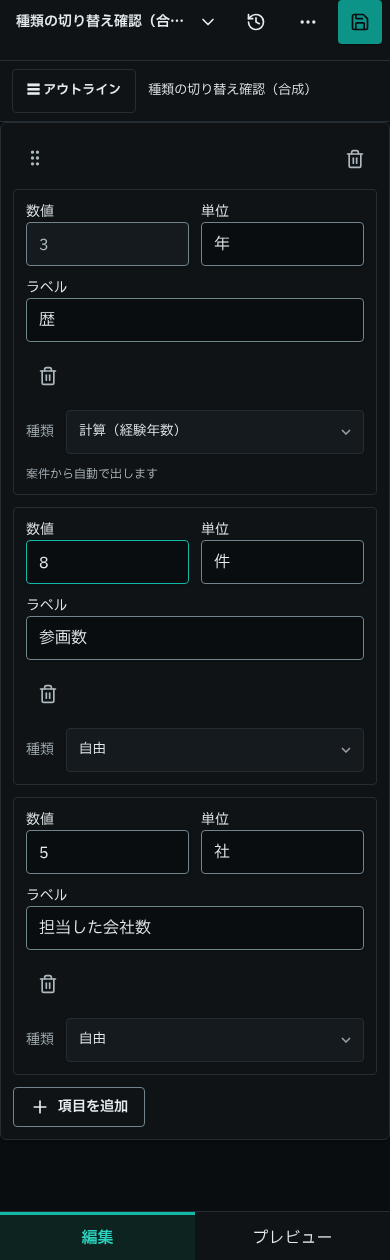 種類の切り替え確認（合…
アウトライン 種類の切り替え確認（合成）
数値 単位
3 年
ラベル
歴
種類 計算（経験年数）
案件から自動で出します
数値 単位
8 件
ラベル
参画数
種類 自由
数値 単位
5 社
ラベル
担当した会社数
種類 自由
項目を追加
編集 プレビュー